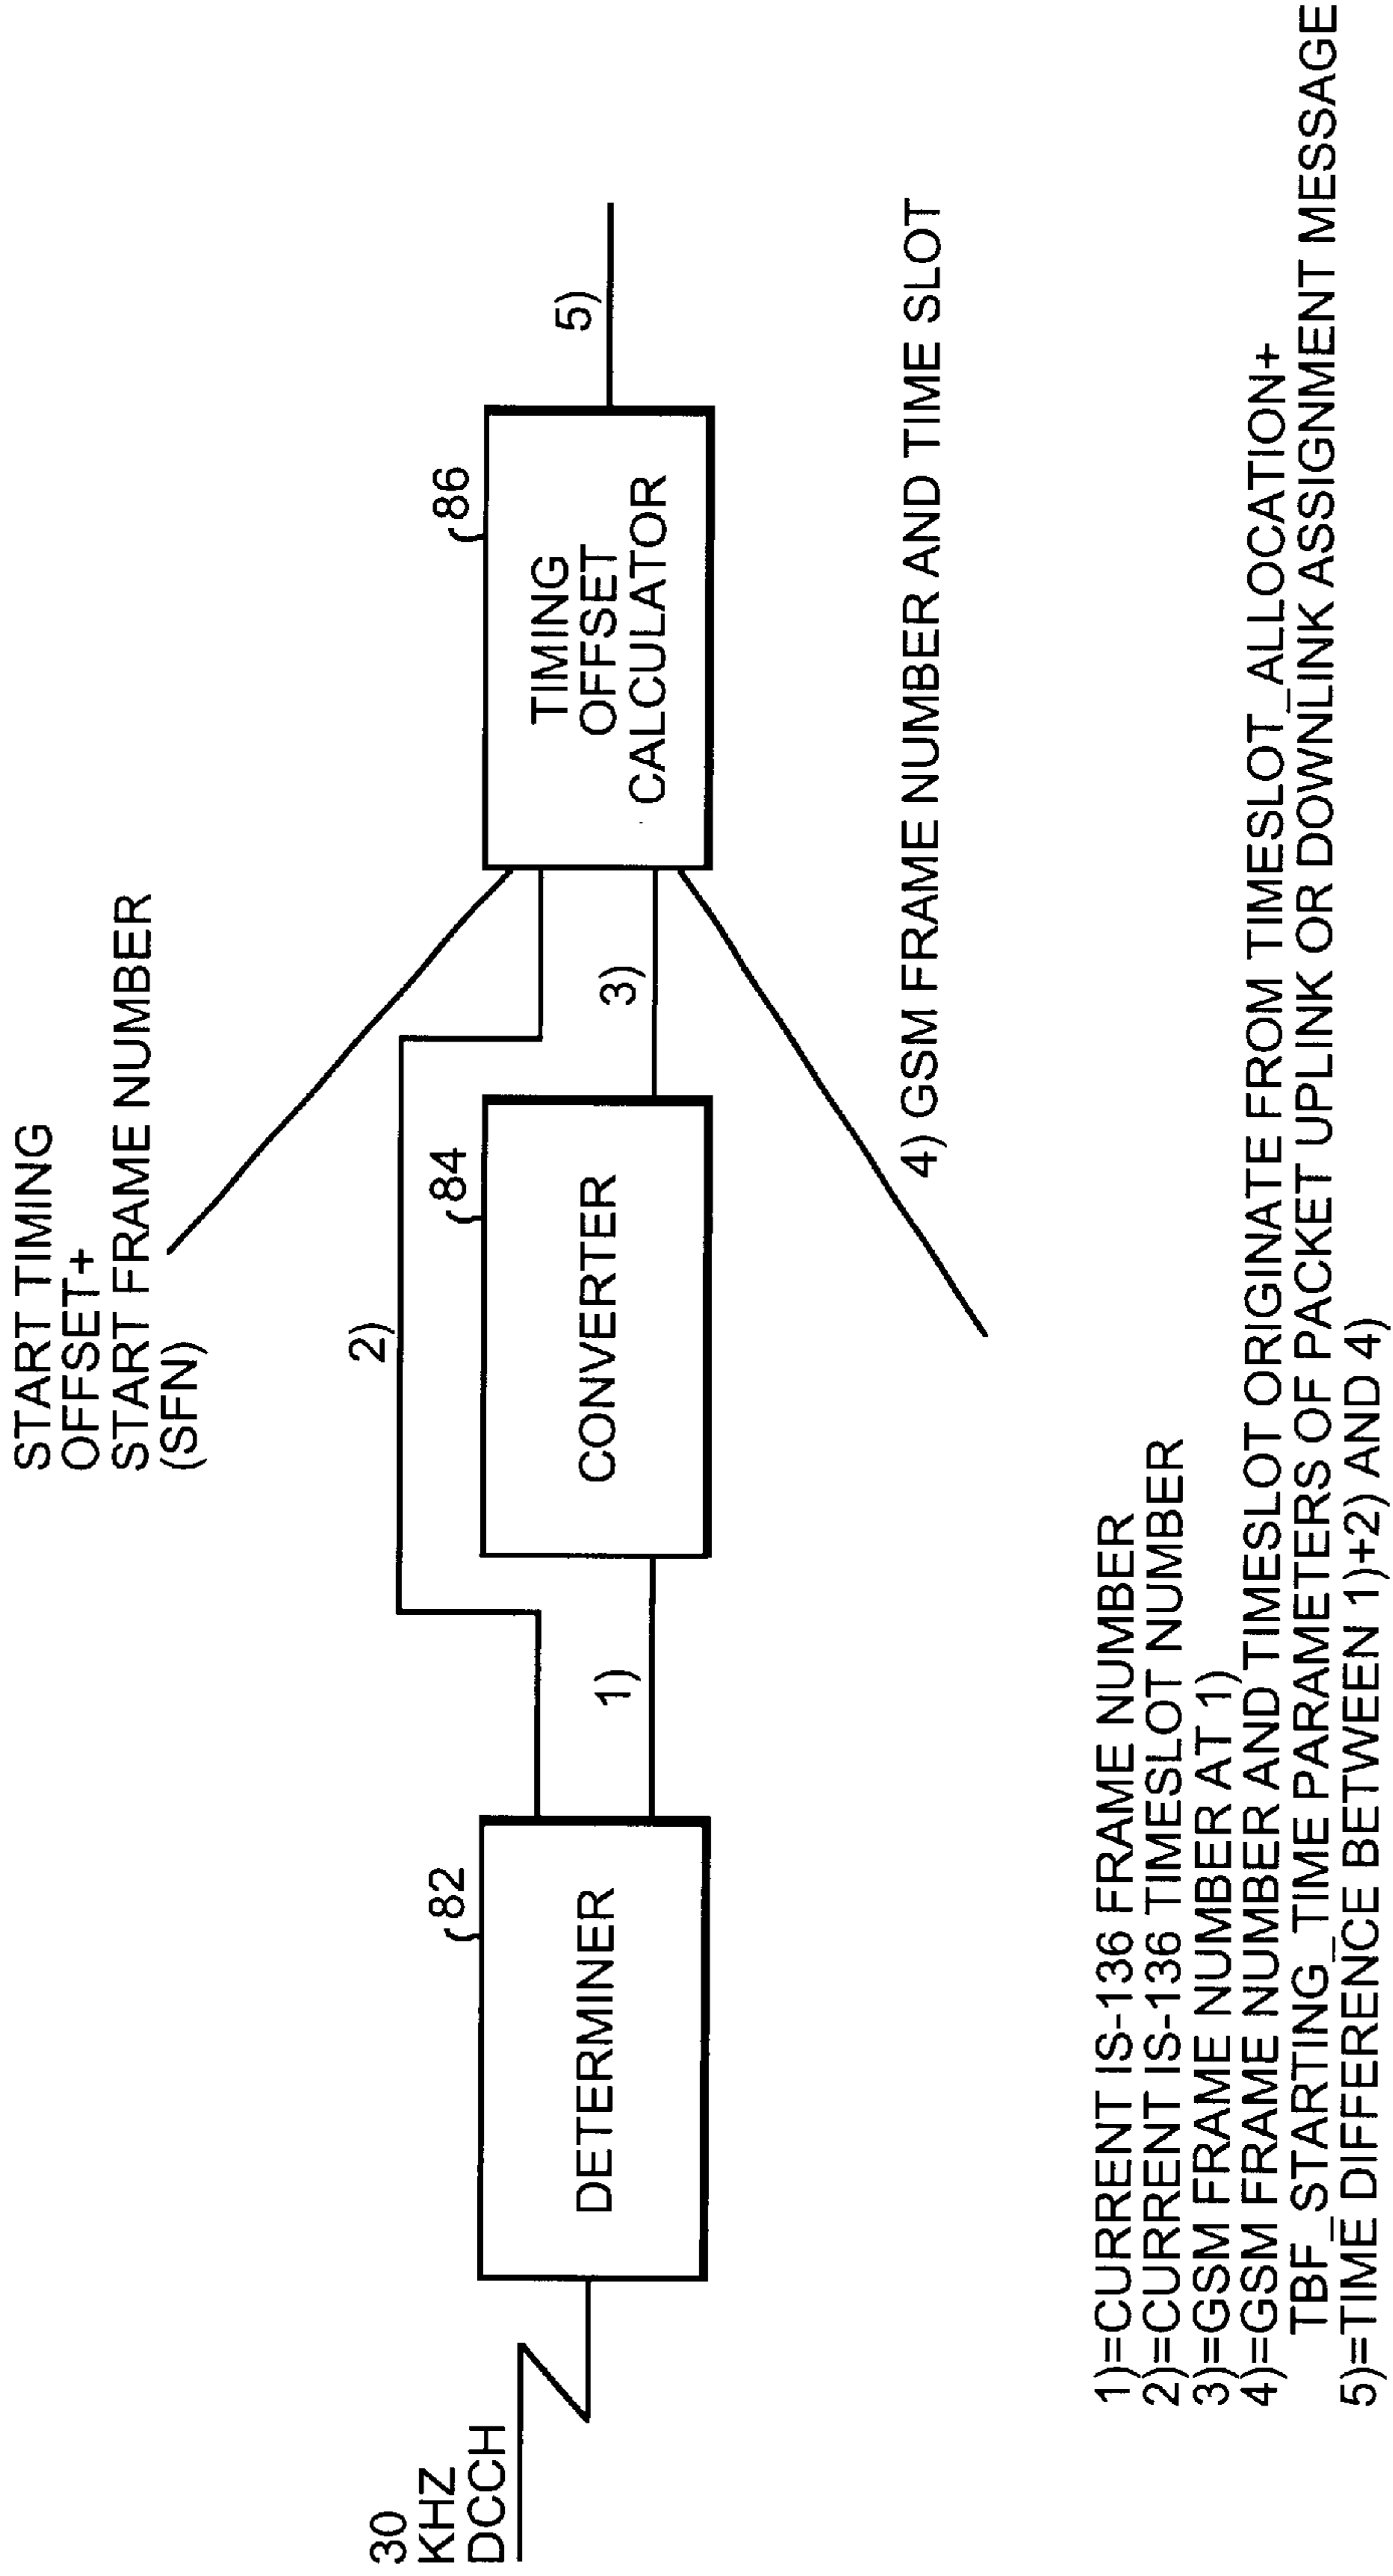 START TIMING
OFFSET+
START FRAME NUMBER
(SFN)
30
KHZ
DCCH
82
DETERMINER
1)
2)
84
CONVERTER
3)
86
TIMING
OFFSET
CALCULATOR
5)
4) GSM FRAME NUMBER AND TIME SLOT
1)=CURRENT IS-136 FRAME NUMBER
2)=CURRENT IS-136 TIMESLOT NUMBER
3)=GSM FRAME NUMBER AT 1)
4)=GSM FRAME NUMBER AND TIMESLOT ORIGINATE FROM TIMESLOT_ALLOCATION+
TBF_STARTING_TIME PARAMETERS OF PACKET UPLINK OR DOWNLINK ASSIGNMENT MESSAGE
5)=TIME DIFFERENCE BETWEEN 1)+2) AND 4)